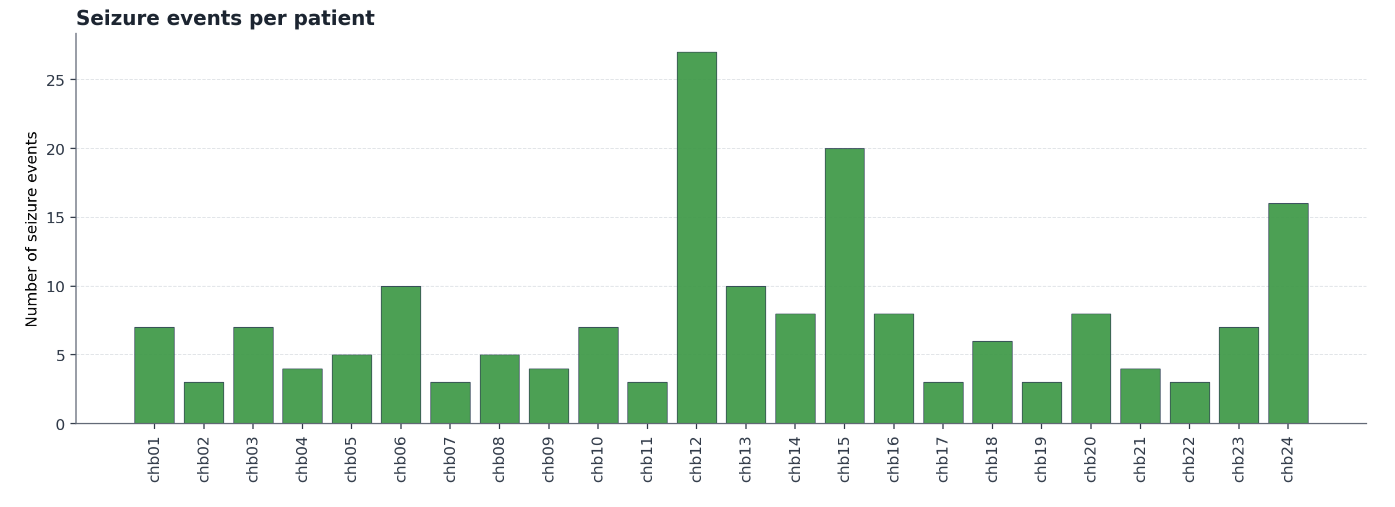 Seizure events per patient
Number of seizure events
25
20
15
10
5
0
chb01
chb02
chb03
chb04
chb05
chb06
chb07
chb08
chb09
chb10
chb11
chb12
chb13
chb14
chb15
chb16
chb17
chb18
chb19
chb20
chb21
chb22
chb23
chb24